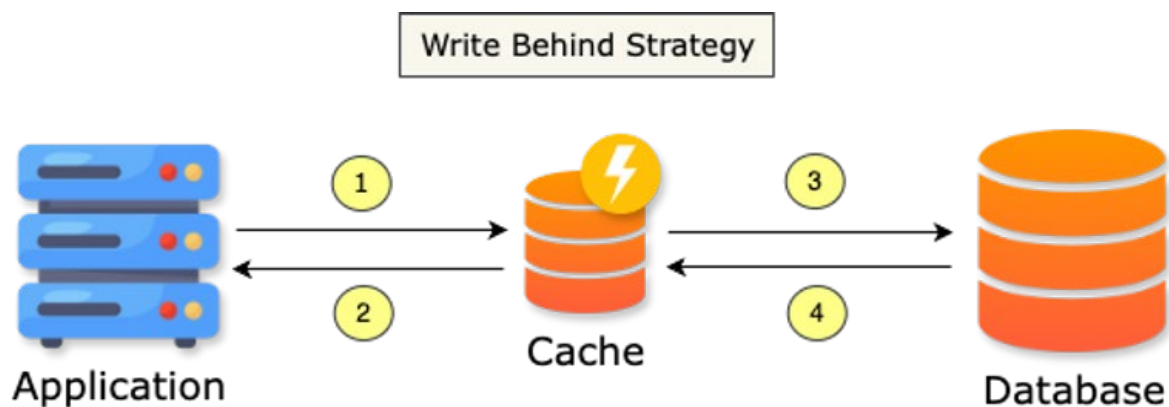 Write Behind Strategy
1
3
2
4
Cache
Application
Database